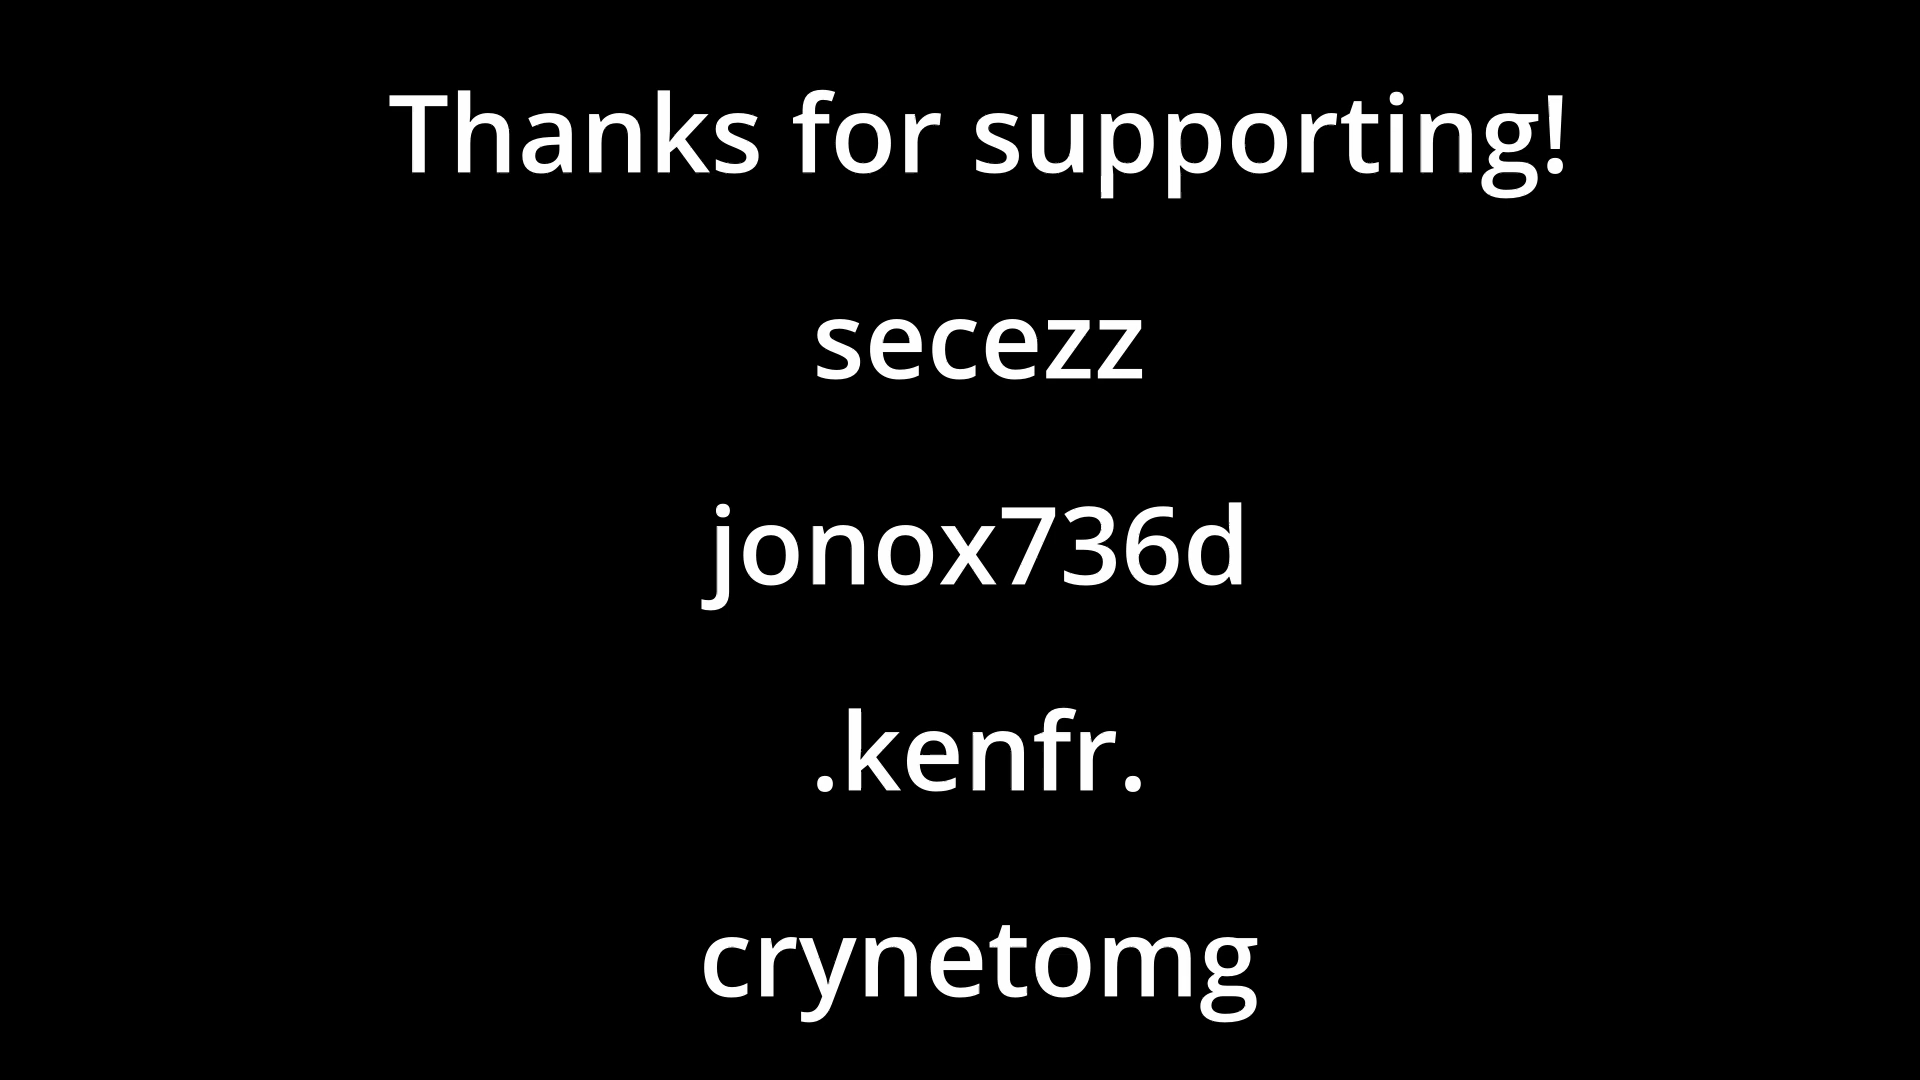 Thanks for supporting!
secezz
jonox736d
.kenfr.
crynetomg